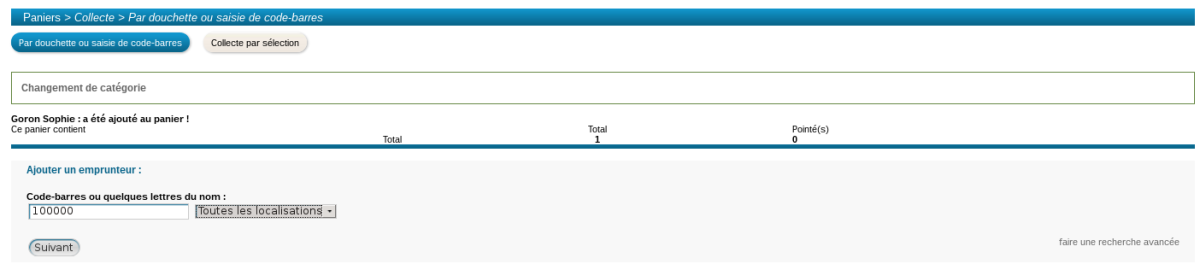 Paniers > Collecte > Par douchette ou saisie de code-barres
Par douchette ou saisie de code-barres Collecte par sélection
Changement de catégorie
Goron Sophie : a été ajouté au panier !
Ce panier contient Total Pointé(s)
Total 1 0
Ajouter un emprunteur :
Code-barres ou quelques lettres du nom :
100000 Toutes les localisations
Suivant faire une recherche avancée